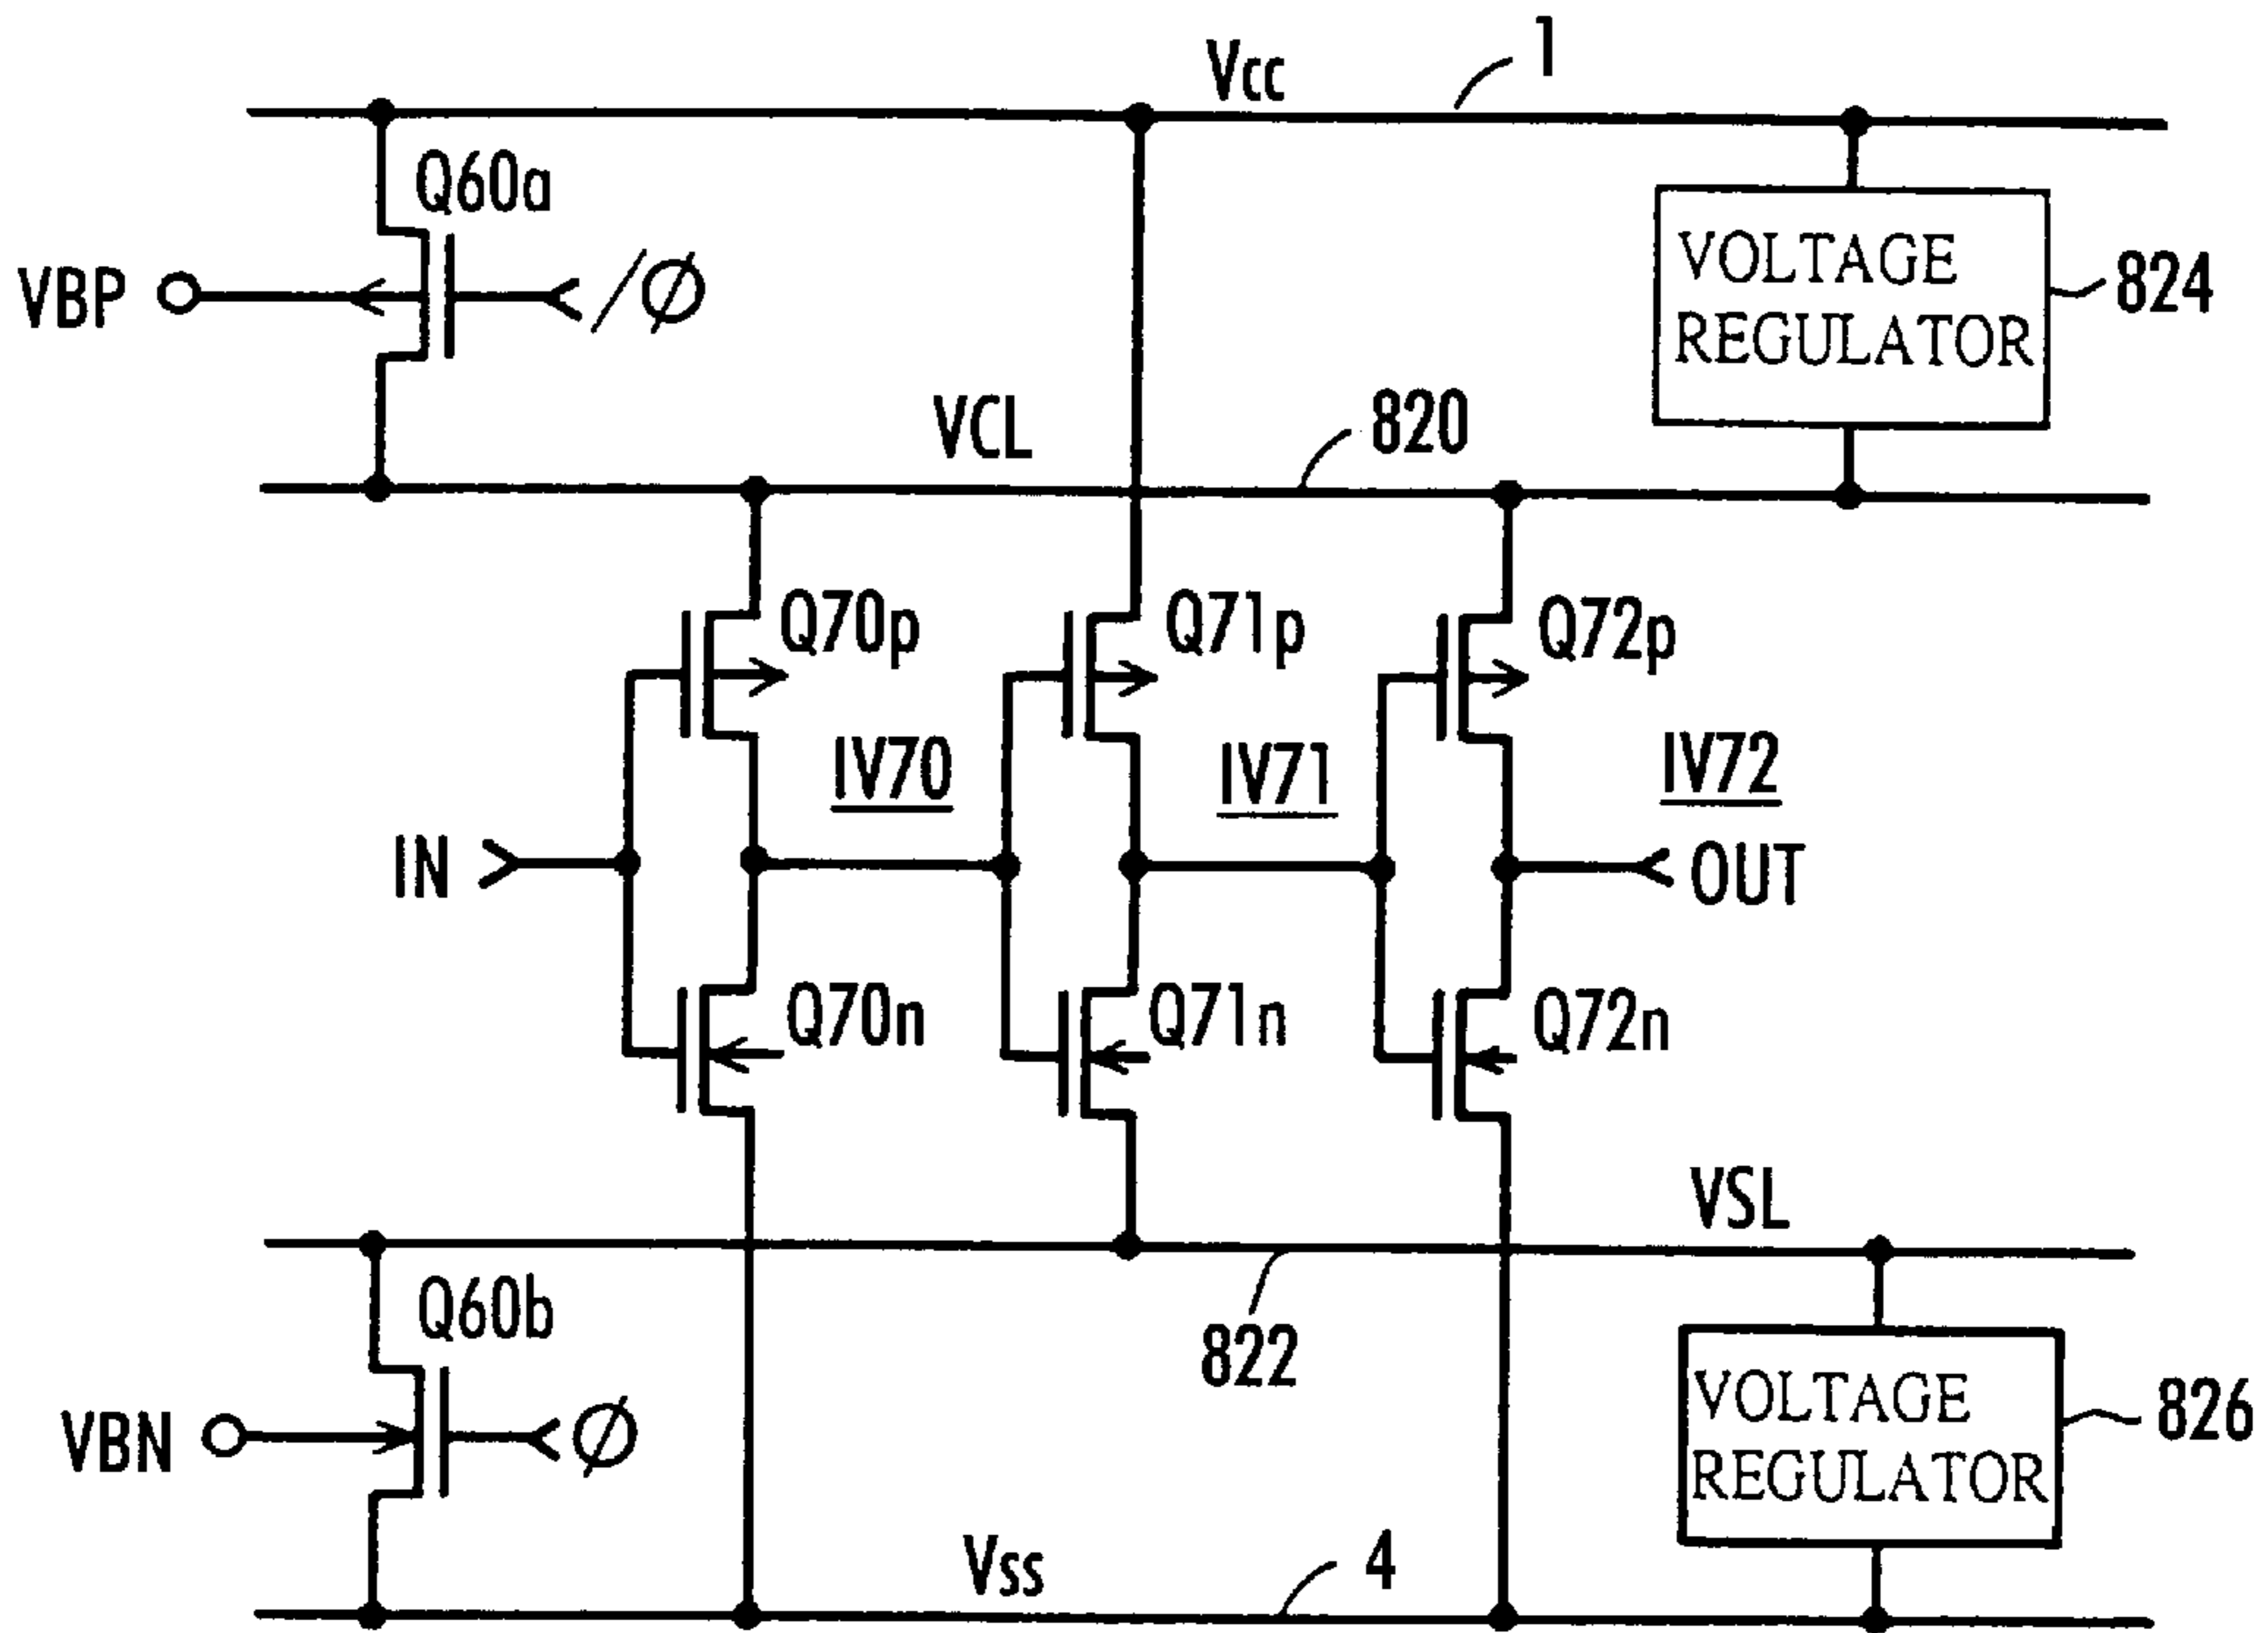 Vcc 1
Q60a
VBP /Ø
VOLTAGE
REGULATOR
824
VCL 820
Q70p Q71p Q72p
IV70 IV71 IV72
IN OUT
Q70n Q71n Q72n
VSL
Q60b
822
VBN Ø
VOLTAGE
REGULATOR
826
Vss 4